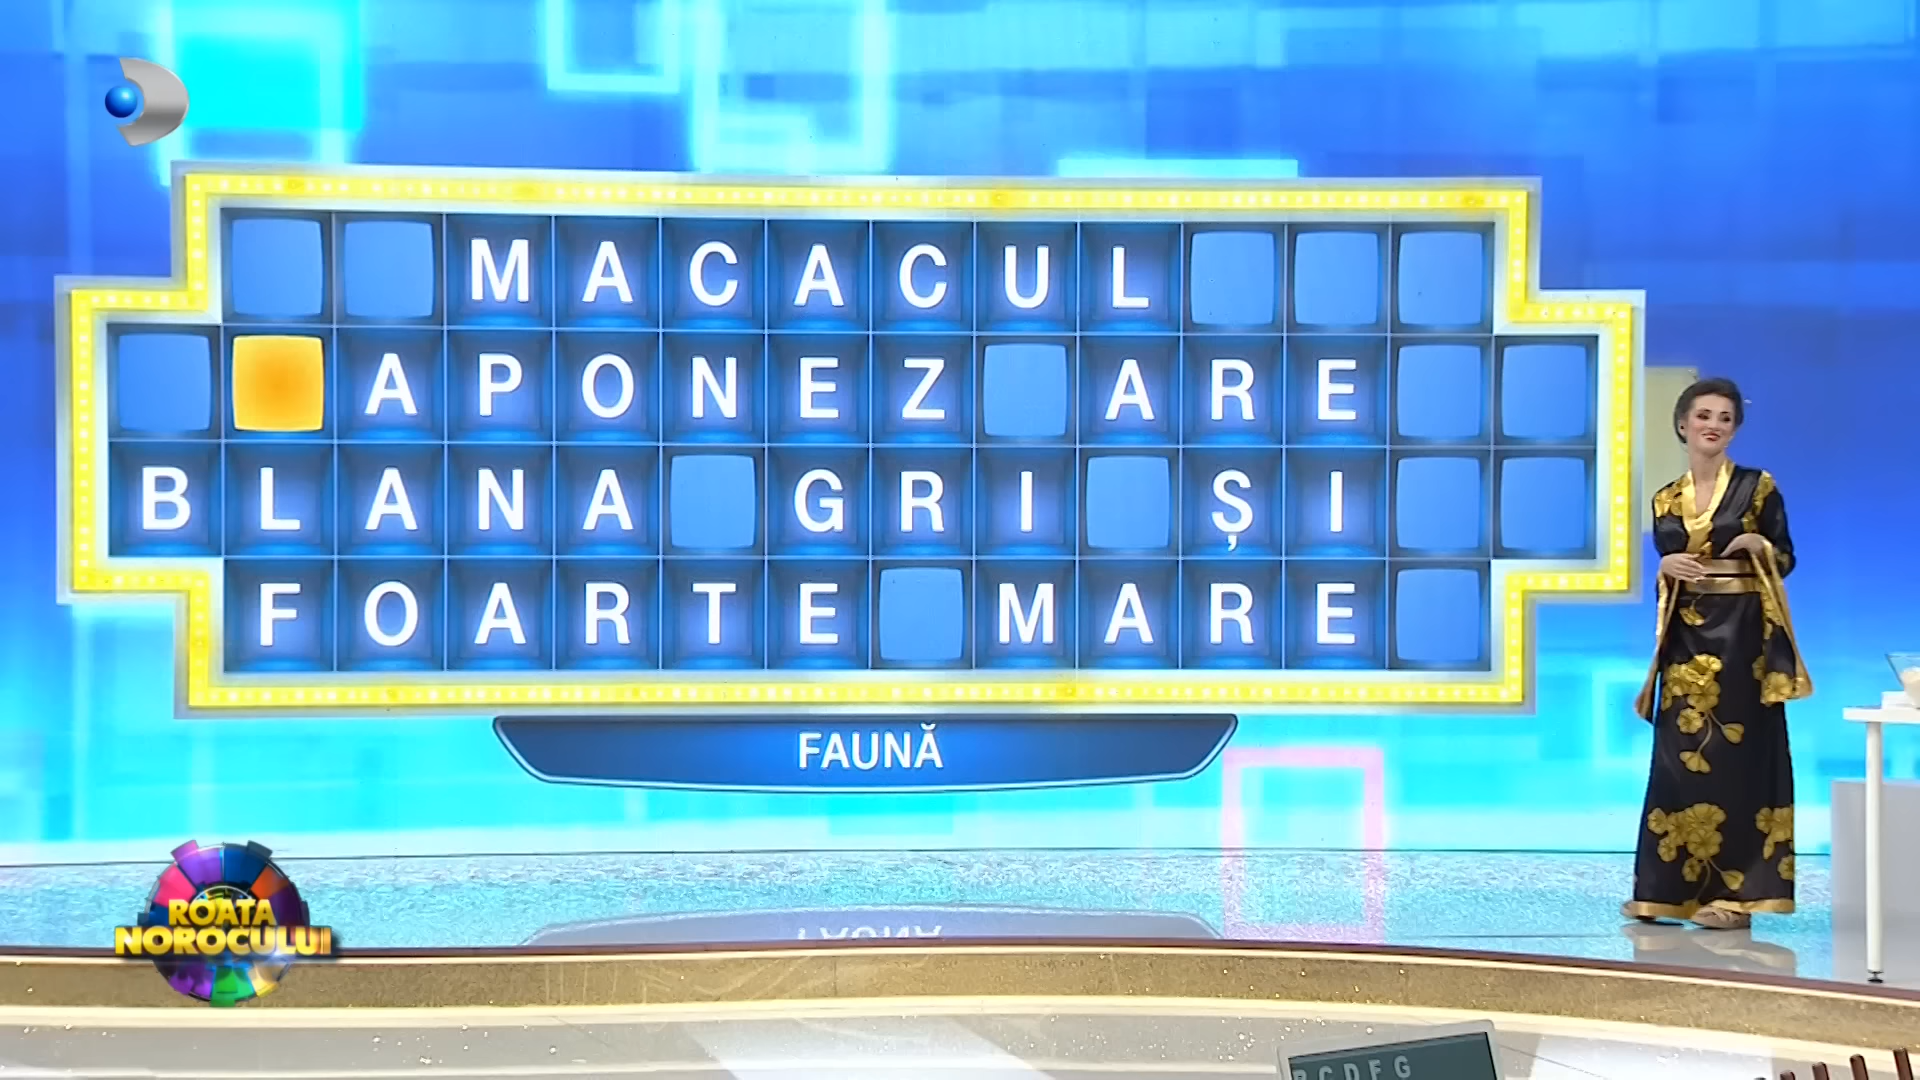 MACACUL
APONEZ ARE
BLANA GRI ȘI
FOARTE MARE
FAUNĂ
ROATA
NOROCULUI
B C D F G